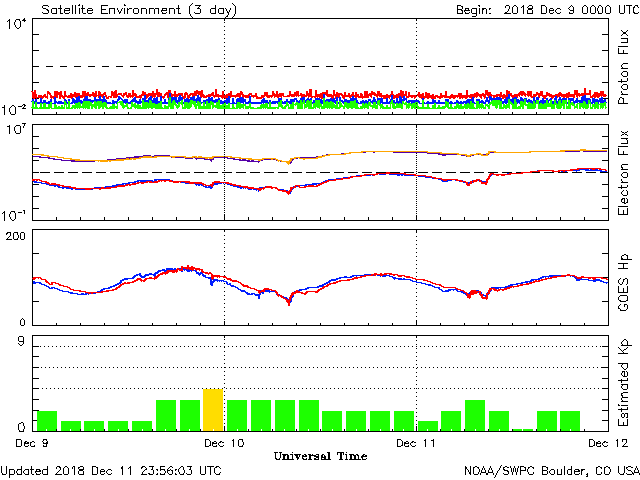 Satellite Environment (3 day) Begin: 2018 Dec 9 0000 UTC
10^4
10^-2
Proton Flux
10^7
10^-1
Electron Flux
200
0
GOES Hp
9
0
Estimated Kp
Dec 9 Dec 10 Dec 11 Dec 12
Universal Time
Updated 2018 Dec 11 23:56:03 UTC NOAA/SWPC Boulder, CO USA